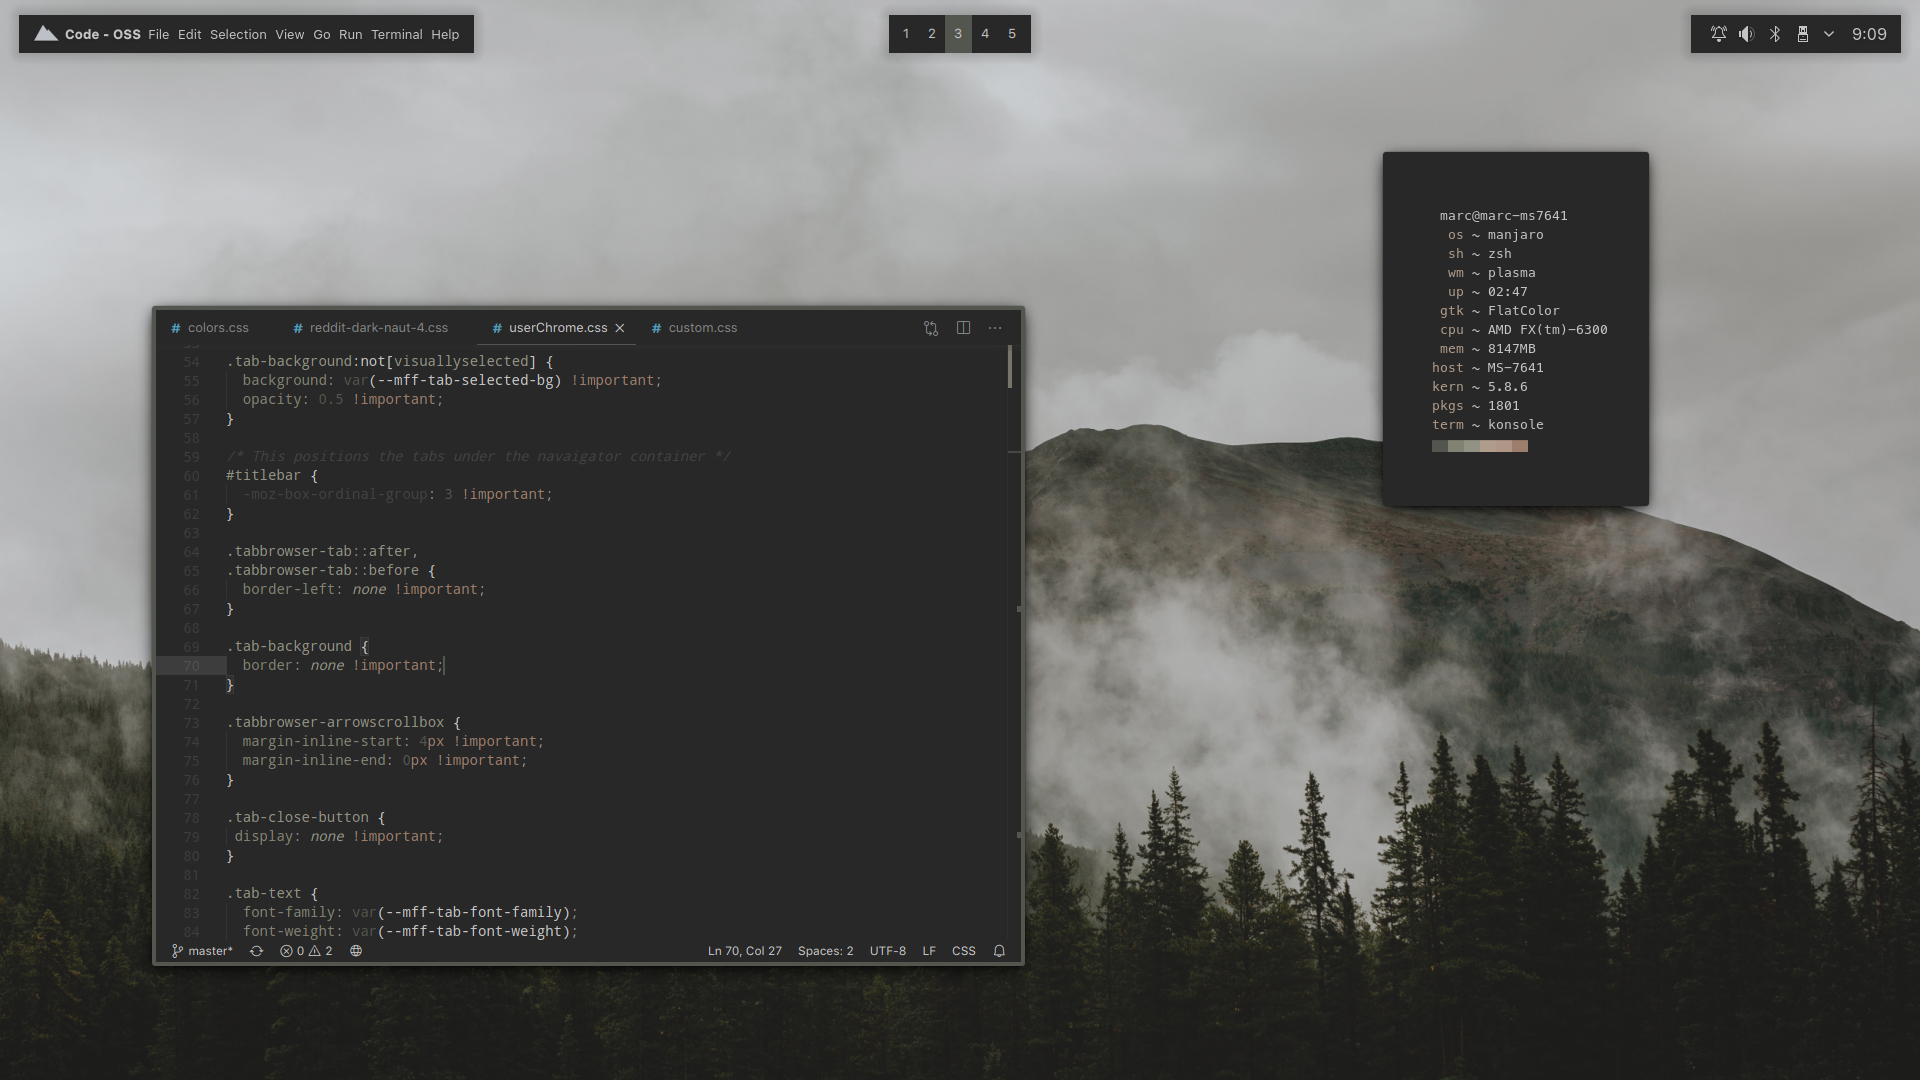 Code - OSS File Edit Selection View Go Run Terminal Help
1 2 3 4 5
9:09
marc@marc-ms7641
os ~ manjaro
sh ~ zsh
wm ~ plasma
up ~ 02:47
gtk ~ FlatColor
cpu ~ AMD FX(tm)-6300
mem ~ 8147MB
host ~ MS-7641
kern ~ 5.8.6
pkgs ~ 1801
term ~ konsole
# colors.css # reddit-dark-naut-4.css # userChrome.css # custom.css
54 .tab-background:not[visuallyselected] {
55 background: var(--mff-tab-selected-bg) !important;
56 opacity: 0.5 !important;
57 }
58
59 /* This positions the tabs under the navaigator container */
60 #titlebar {
61 -moz-box-ordinal-group: 3 !important;
62 }
63
64 .tabbrowser-tab::after,
65 .tabbrowser-tab::before {
66 border-left: none !important;
67 }
68
69 .tab-background {
70 border: none !important;
71 }
72
73 .tabbrowser-arrowscrollbox {
74 margin-inline-start: 4px !important;
75 margin-inline-end: 0px !important;
76 }
77
78 .tab-close-button {
79 display: none !important;
80 }
81
82 .tab-text {
83 font-family: var(--mff-tab-font-family);
84 font-weight: var(--mff-tab-font-weight);
master* 0 2 Ln 70, Col 27 Spaces: 2 UTF-8 LF CSS